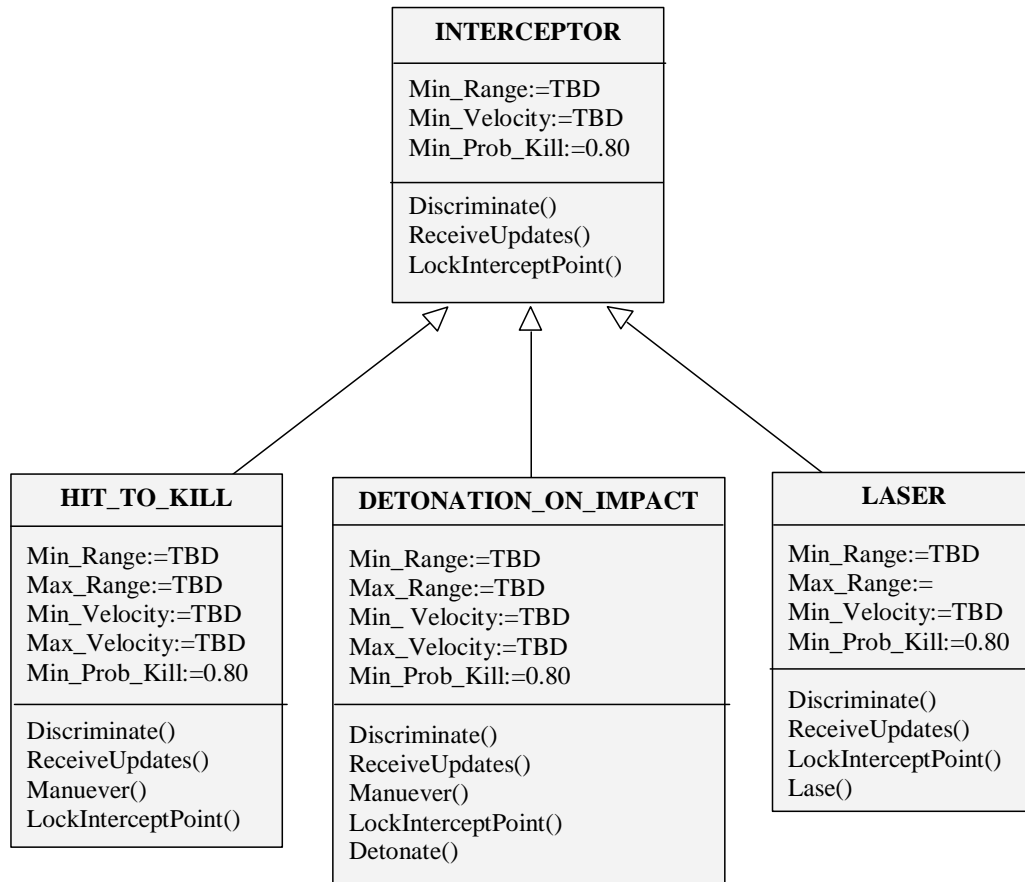 INTERCEPTOR
Min_Range:=TBD
Min_Velocity:=TBD
Min_Prob_Kill:=0.80
Discriminate()
ReceiveUpdates()
LockInterceptPoint()
HIT_TO_KILL
Min_Range:=TBD
Max_Range:=TBD
Min_Velocity:=TBD
Max_Velocity:=TBD
Min_Prob_Kill:=0.80
Discriminate()
ReceiveUpdates()
Manuever()
LockInterceptPoint()
DETONATION_ON_IMPACT
Min_Range:=TBD
Max_Range:=TBD
Min_ Velocity:=TBD
Max_Velocity:=TBD
Min_Prob_Kill:=0.80
Discriminate()
ReceiveUpdates()
Manuever()
LockInterceptPoint()
Detonate()
LASER
Min_Range:=TBD
Max_Range:=
Min_Velocity:=TBD
Min_Prob_Kill:=0.80
Discriminate()
ReceiveUpdates()
LockInterceptPoint()
Lase()